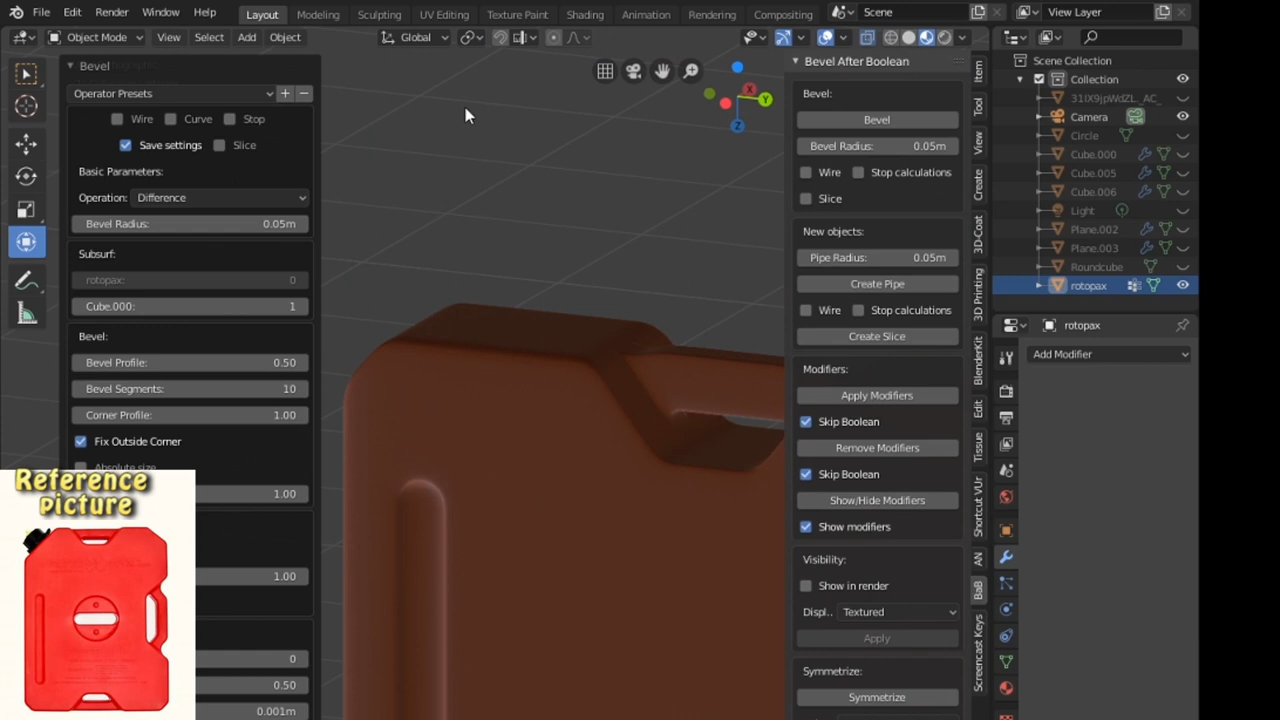 File Edit Render Window Help Layout Modeling Sculpting UV Editing Texture Paint Shading Animation Rendering Compositing Scene View Layer
Object Mode View Select Add Object Global
Bevel
Operator Presets
Wire Curve Stop
Save settings Slice
Basic Parameters:
Operation: Difference
Bevel Radius: 0.05m
Subsurf:
rotopax: 0
Cube.000: 1
Bevel:
Bevel Profile: 0.50
Bevel Segments: 10
Corner Profile: 1.00
Fix Outside Corner
Absolute size
1.00
1.00
0
0.50
0.001m
Reference
picture
X
Y
Z
Bevel After Boolean
Bevel:
Bevel
Bevel Radius: 0.05m
Wire Stop calculations
Slice
New objects:
Pipe Radius: 0.05m
Create Pipe
Wire Stop calculations
Create Slice
Modifiers:
Apply Modifiers
Skip Boolean
Remove Modifiers
Skip Boolean
Show/Hide Modifiers
Show modifiers
Visibility:
Show in render
Displ.. Textured
Apply
Symmetrize:
Symmetrize
Item
Tool
View
Create
3D-Coat
3D Printing
BlenderKit
Edit
Tissue
Shortcut VUr
AN
BaB
Screencast Keys
Scene Collection
Collection
31IX9jpWdZL._AC_
Camera
Circle
Cube.000
Cube.005
Cube.006
Light
Plane.002
Plane.003
Roundcube
rotopax
rotopax
Add Modifier